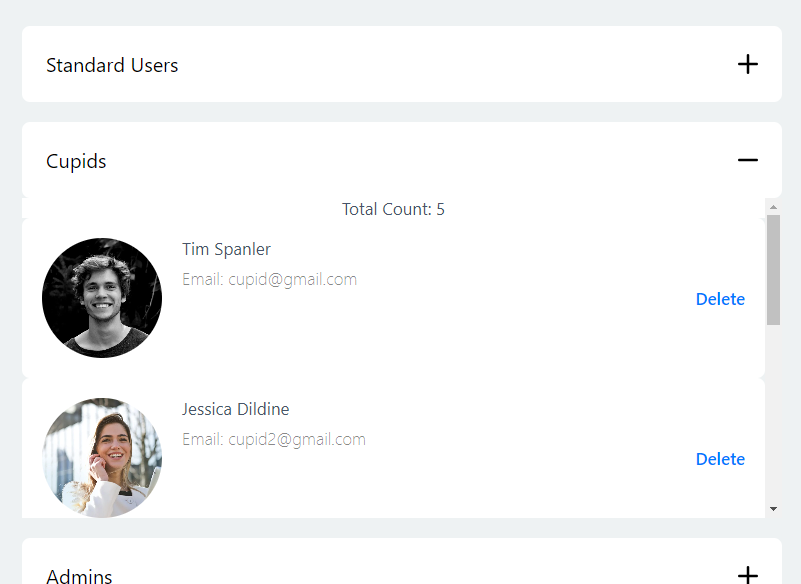 Standard Users
Cupids
Total Count: 5
Tim Spanler
Email: cupid@gmail.com
Delete
Jessica Dildine
Email: cupid2@gmail.com
Delete
Admins